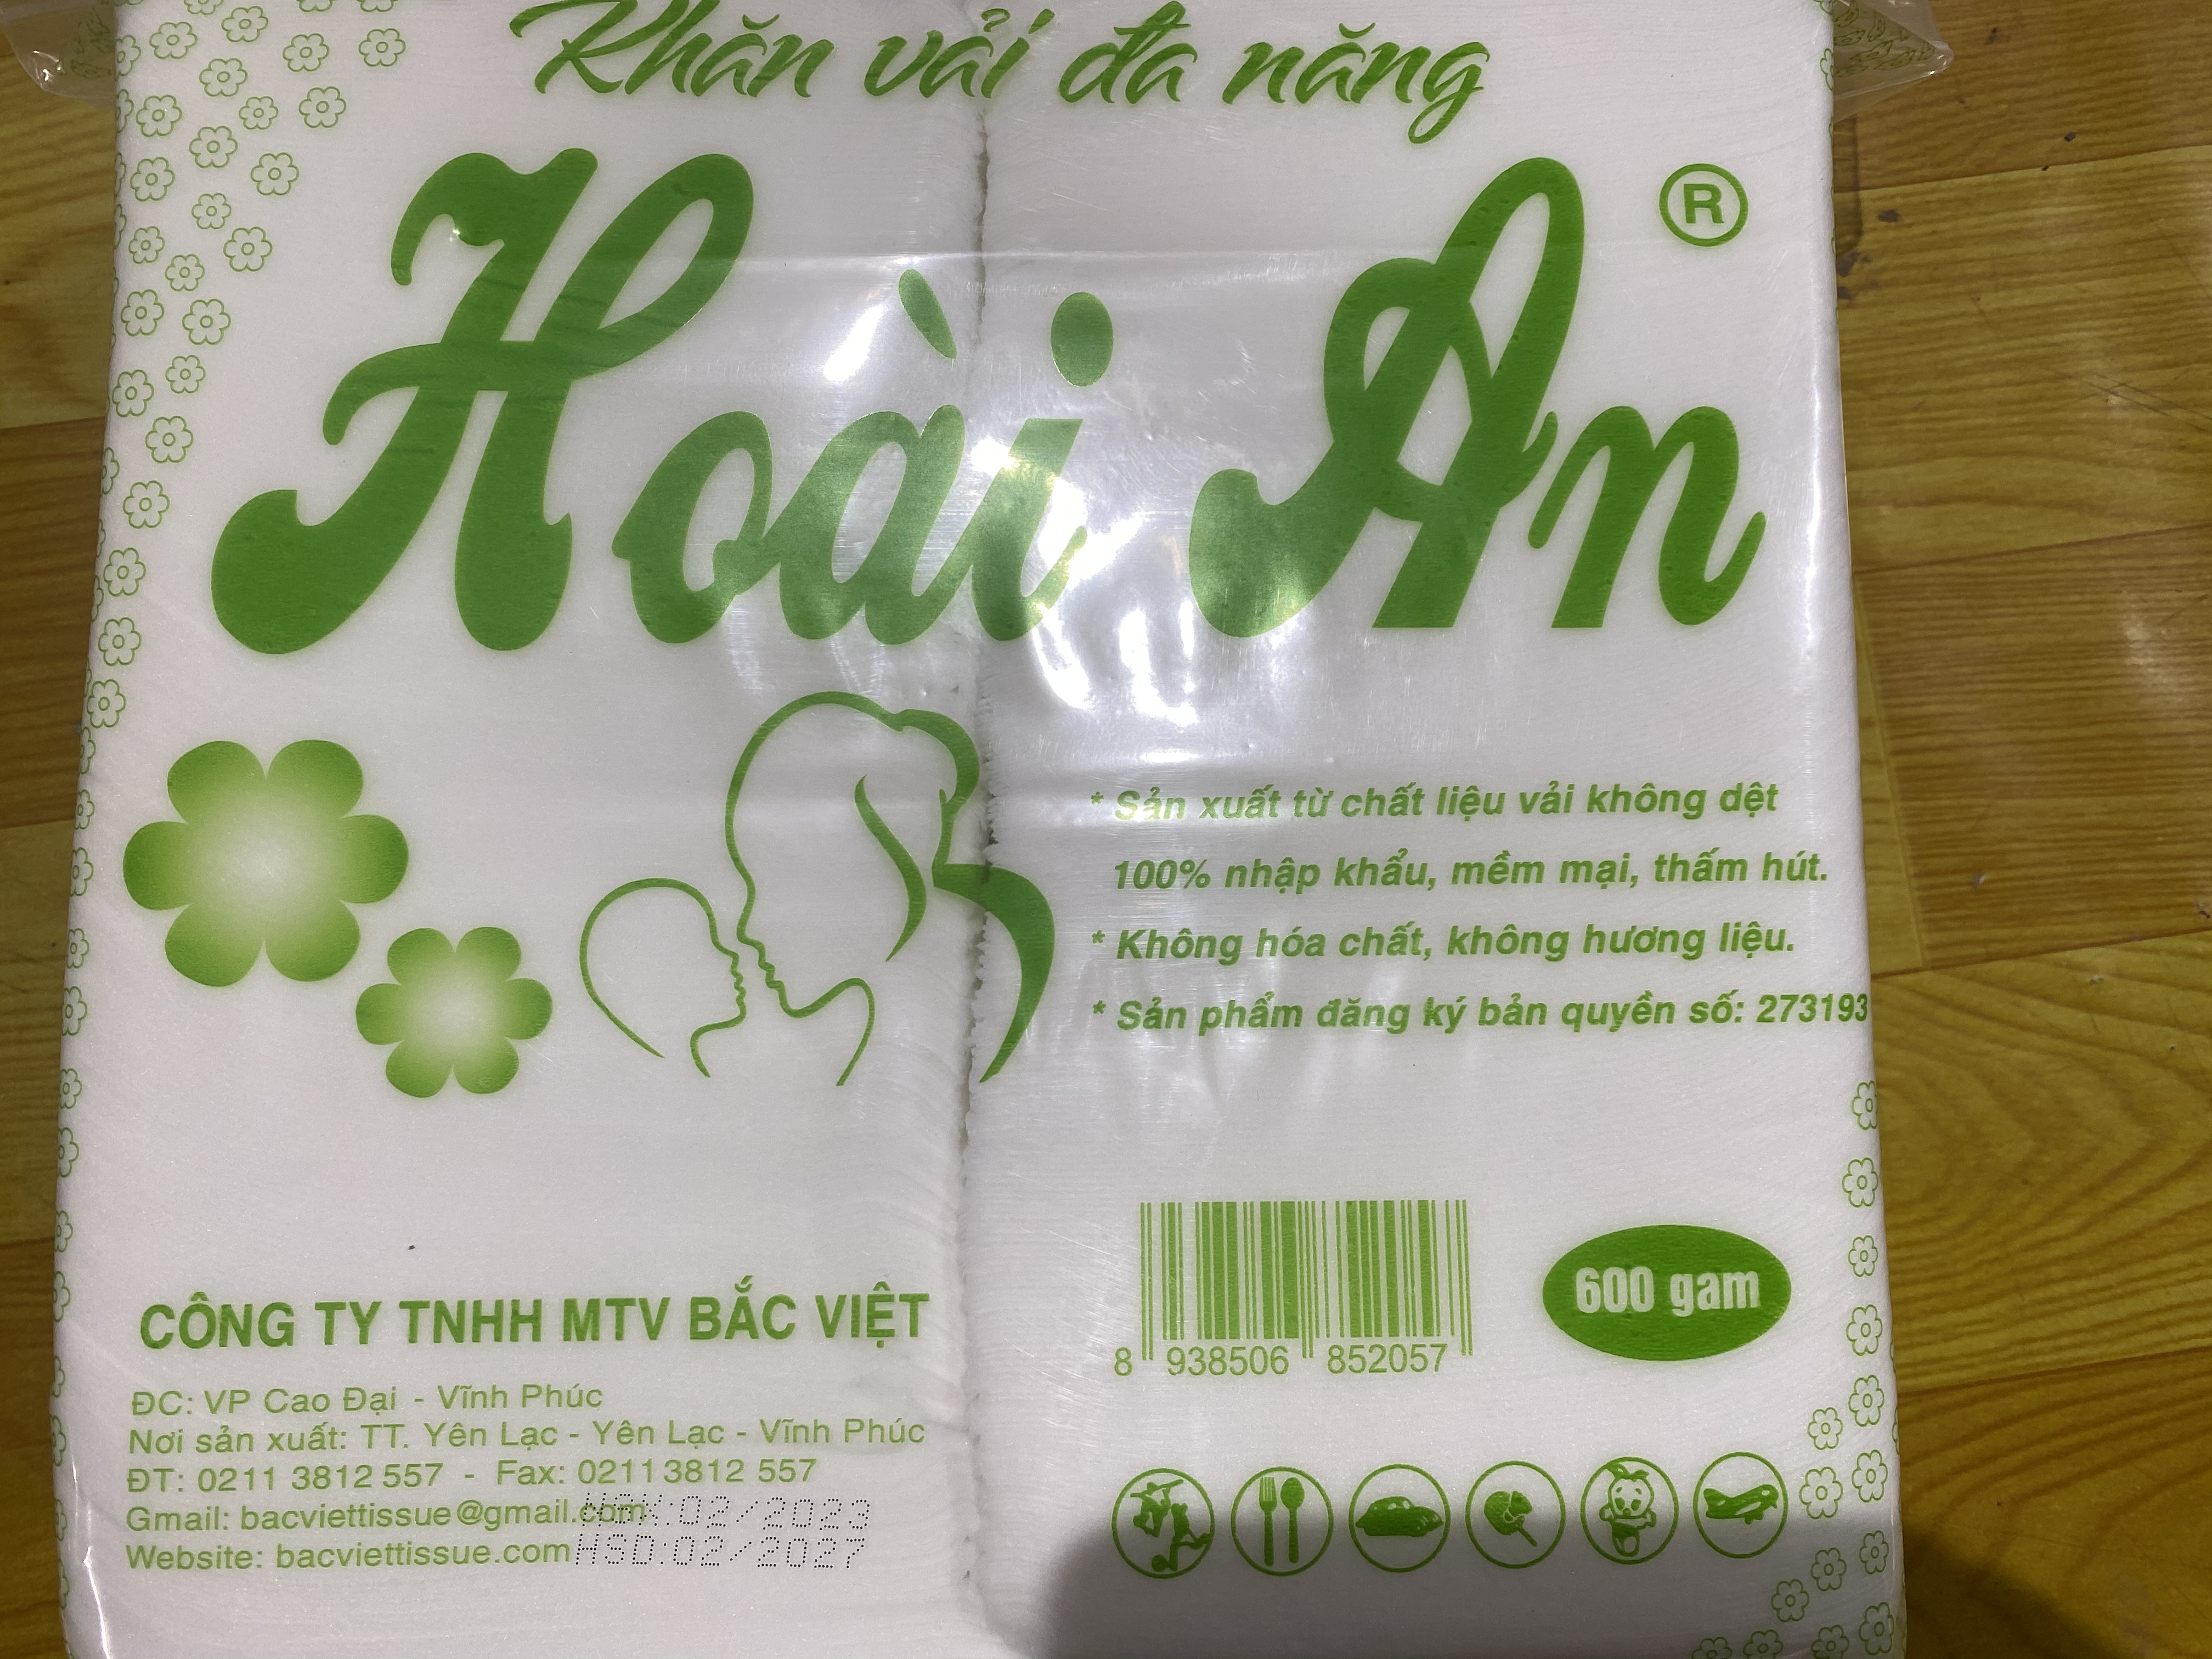 Khăn vải đa năng
Hoài An ®
* Sản xuất từ chất liệu vải không dệt
100% nhập khẩu, mềm mại, thấm hút.
* Không hóa chất, không hương liệu.
* Sản phẩm đăng ký bản quyền số: 273193
CÔNG TY TNHH MTV BẮC VIỆT
ĐC: VP Cao Đại - Vĩnh Phúc
Nơi sản xuất: TT. Yên Lạc - Yên Lạc - Vĩnh Phúc
ĐT: 0211 3812 557 - Fax: 0211 3812 557
Gmail: bacviettissue@gmail.com
Website: bacviettissue.com
:02/2023
HSD:02/2027
8 938506 852057
600 gam